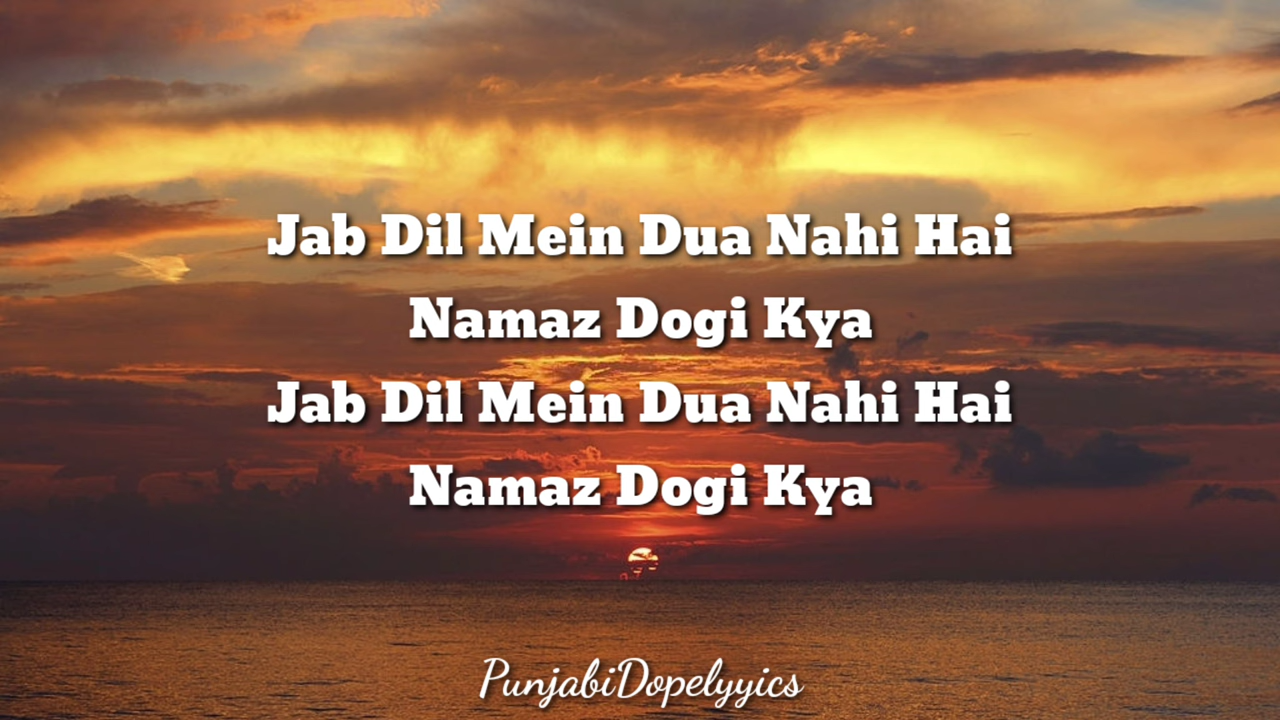 Jab Dil Mein Dua Nahi Hai
Namaz Dogi Kya
Jab Dil Mein Dua Nahi Hai
Namaz Dogi Kya
PunjabiDopelyyics